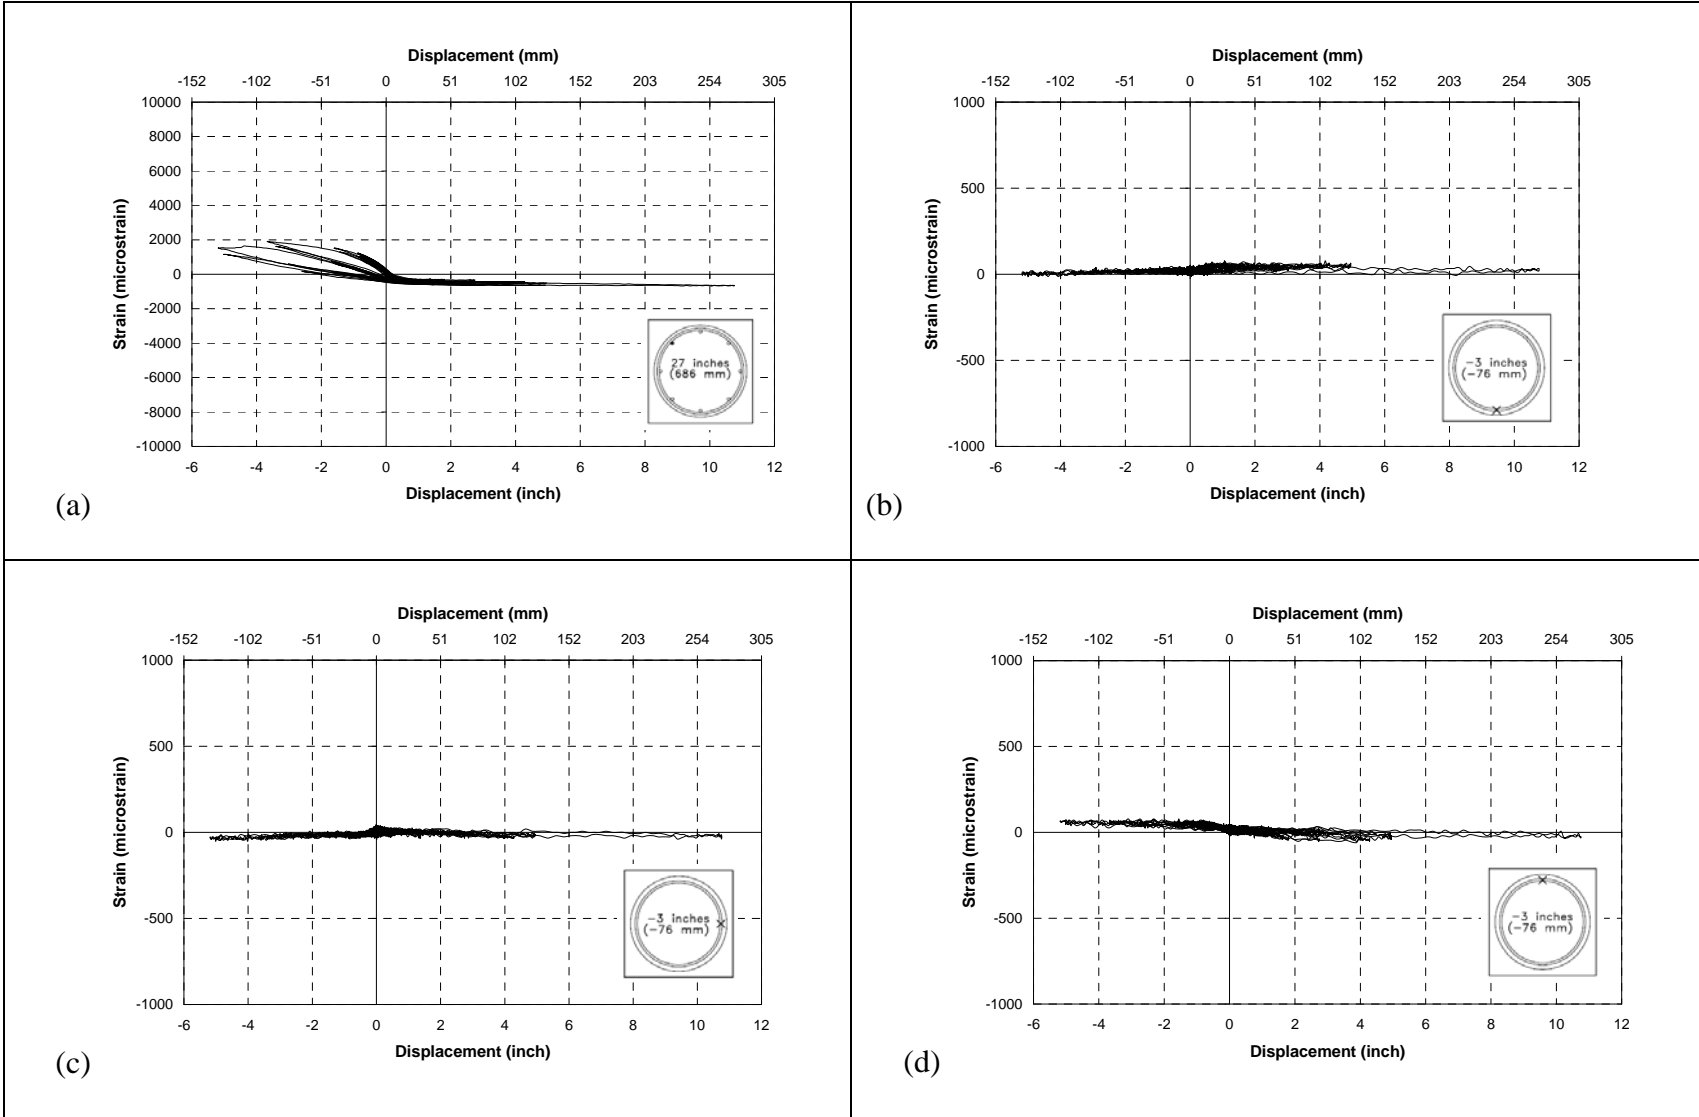 Displacement (mm)
-152 -102 -51 0 51 102 152 203 254 305
10000
8000
6000
4000
2000
0
-2000
-4000
-6000
-8000
-10000
Strain (microstrain)
27 inches
(686 mm)
-6 -4 -2 0 2 4 6 8 10 12
Displacement (inch)
(a)
Displacement (mm)
-152 -102 -51 0 51 102 152 203 254 305
1000
500
0
-500
-1000
Strain (microstrain)
-3 inches
(-76 mm)
-6 -4 -2 0 2 4 6 8 10 12
Displacement (inch)
(b)
Displacement (mm)
-152 -102 -51 0 51 102 152 203 254 305
1000
500
0
-500
-1000
Strain (microstrain)
-3 inches
(-76 mm)
-6 -4 -2 0 2 4 6 8 10 12
Displacement (inch)
(c)
Displacement (mm)
-152 -102 -51 0 51 102 152 203 254 305
1000
500
0
-500
-1000
Strain (microstrain)
-3 inches
(-76 mm)
-6 -4 -2 0 2 4 6 8 10 12
Displacement (inch)
(d)